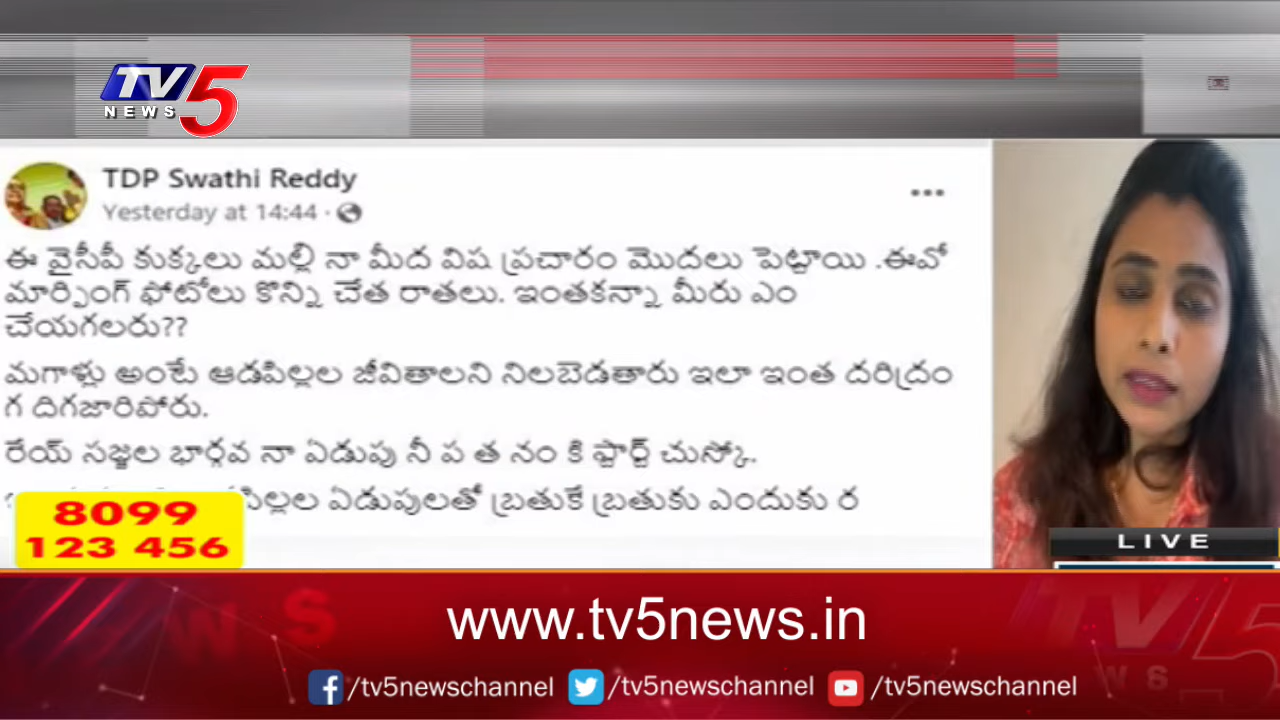 TV5
NEWS
TDP Swathi Reddy
Yesterday at 14:44 ·
ఈ వైసీపీ కుక్కలు మల్లి నా మీద విష ప్రచారం మొదలు పెట్టాయి .ఈవో
మార్ఫింగ్ ఫోటోలు కొన్ని చేత రాతలు. ఇంతకన్నా మీరు ఎం
చేయగలరు??
మగాళ్లు అంటే ఆడపిల్లల జీవితాలని నిలబెడతారు ఇలా ఇంత దరిద్రం
గ దిగజారిపోరు.
రేయ్ సజ్జల భార్గవ నా ఏడుపు నీ ప త నం కి స్టార్ట్ చుస్కో.
ఏడుపులతో బ్రతుకే బ్రతుకు ఎందుకు ర
8099
123 456
LIVE
www.tv5news.in
/tv5newschannel /tv5newschannel /tv5newschannel